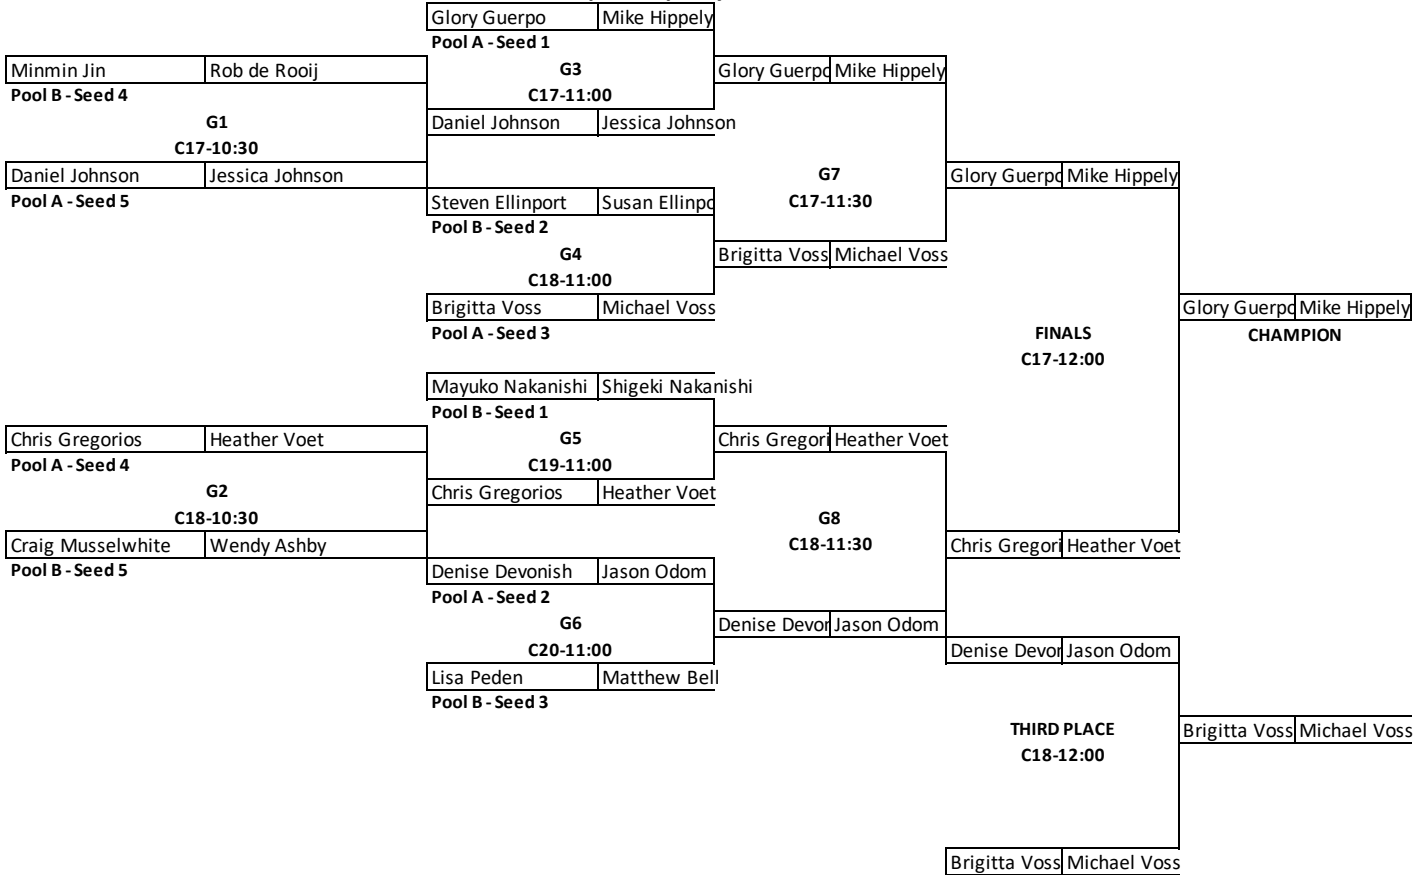 Glory Guerpo Mike Hippely
Pool A - Seed 1
Minmin Jin Rob de Rooij G3 Glory Guerpo Mike Hippely
Pool B - Seed 4 C17-11:00
G1 Daniel Johnson Jessica Johnson
C17-10:30
Daniel Johnson Jessica Johnson G7 Glory Guerpo Mike Hippely
Pool A - Seed 5 Steven Ellinport Susan Ellinpo C17-11:30
Pool B - Seed 2
G4 Brigitta Voss Michael Voss
C18-11:00
Brigitta Voss Michael Voss Glory Guerpo Mike Hippely
Pool A - Seed 3 FINALS CHAMPION
C17-12:00
Mayuko Nakanishi Shigeki Nakanishi
Pool B - Seed 1
Chris Gregorios Heather Voet G5 Chris Gregori Heather Voet
Pool A - Seed 4 C19-11:00
G2 Chris Gregorios Heather Voet
C18-10:30 G8
Craig Musselwhite Wendy Ashby C18-11:30 Chris Gregori Heather Voet
Pool B - Seed 5 Denise Devonish Jason Odom
Pool A - Seed 2
G6 Denise Devor Jason Odom
C20-11:00 Denise Devor Jason Odom
Lisa Peden Matthew Bell
Pool B - Seed 3
THIRD PLACE Brigitta Voss Michael Voss
C18-12:00
Brigitta Voss Michael Voss